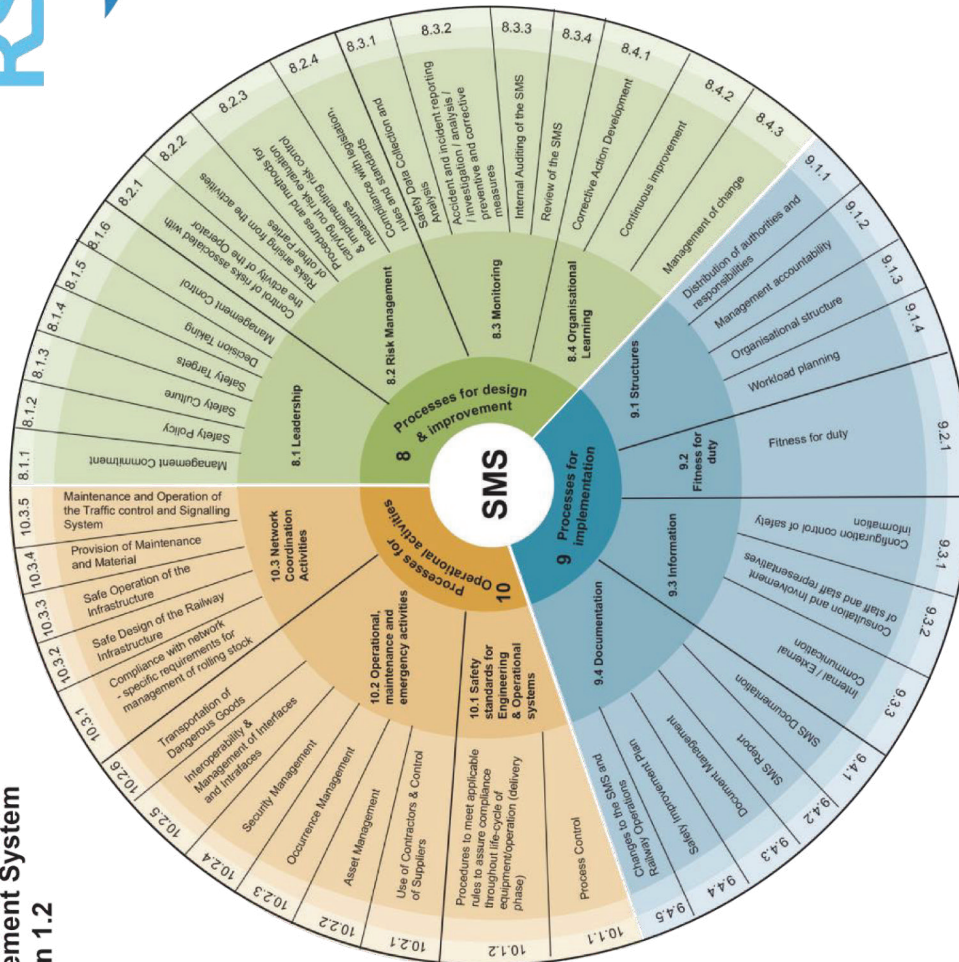 ement System
n 1.2
SMS
8
Processes for design
& improvement
8.1 Leadership
8.1.1
Management Commitment
8.1.2
Safety Policy
8.1.3
Safety Culture
8.1.4
Safety Targets
8.1.5
Decision Taking
8.1.6
Management Control
8.2 Risk Management
8.2.1
Control of risks associated with
the activity of the Operator
8.2.2
Risks arising from the activities
of other Parties
8.2.3
Procedures and methods for
carrying out risk evaluation
& implementing risk control
measures
8.2.4
Compliance with legislation,
rules and standards
8.3 Monitoring
8.3.1
Safety Data Collection and
Analysis
8.3.2
Accident and incident reporting
/ investigation / analysis /
preventive and corrective
measures
8.3.3
Internal Auditing of the SMS
8.3.4
Review of the SMS
8.4 Organisational
Learning
8.4.1
Corrective Action Development
8.4.2
Continuous improvement
8.4.3
Management of change
9
Processes for
implementation
9.1 Structures
9.1.1
Distribution of authorities and
responsibilities
9.1.2
Management accountability
9.1.3
Organisational structure
9.1.4
Workload planning
9.2
Fitness for
duty
9.2.1
Fitness for duty
9.3 Information
9.3.1
Configuration control of safety
information
9.3.2
Consultation and Involvement
of staff and staff representatives
9.3.3
Internal / External
Communication
9.4 Documentation
9.4.1
SMS Documentation
9.4.2
SMS Report
9.4.3
Document Management
9.4.4
Safety Improvement Plan
9.4.5
Changes to the SMS and
Railway Operations
10
Processes for
Operational activities
10.1 Safety
standards for
Engineering
& Operational
systems
10.1.1
Process Control
10.1.2
Procedures to meet applicable
rules to assure compliance
throughout life-cycle of
equipment/operation (delivery
phase)
10.2 Operational,
maintenance and
emergency activities
10.2.1
Use of Contractors & Control
of Suppliers
10.2.2
Asset Management
10.2.3
Occurrence Management
10.2.4
Security Management
10.2.5
Interoperability &
Management of Interfaces
and Intrafaces
10.2.6
Transportation of
Dangerous Goods
10.3 Network
Coordination
Activities
10.3.1
Compliance with network
- specific requirements for
management of rolling stock
10.3.2
Safe Design of the Railway
Infrastructure
10.3.3
Safe Operation of the
Infrastructure
10.3.4
Provision of Maintenance
and Material
10.3.5
Maintenance and Operation of
the Traffic control and Signalling
System